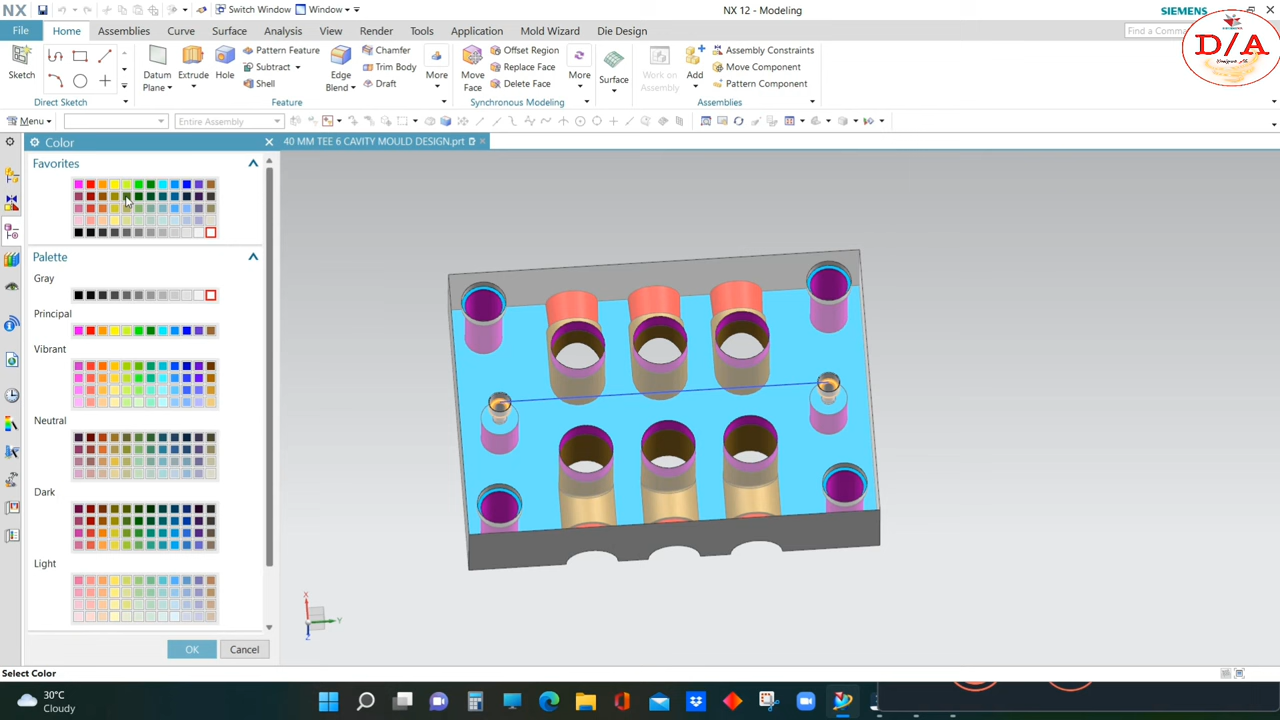 NX
Switch Window
Window
NX 12 - Modeling
SIEMENS
File
Home
Assemblies
Curve
Surface
Analysis
View
Render
Tools
Application
Mold Wizard
Die Design
Find a Comma
D/A
Sketch
Direct Sketch
Datum
Plane
Extrude
Hole
Pattern Feature
Subtract
Shell
Edge
Blend
Chamfer
Trim Body
Draft
More
Feature
Move
Face
Offset Region
Replace Face
Delete Face
More
Synchronous Modeling
Surface
Work on
Assembly
Add
Assembly Constraints
Move Component
Pattern Component
Assemblies
Menu
Entire Assembly
Color
40 MM TEE 6 CAVITY MOULD DESIGN.prt
Favorites
Palette
Gray
Principal
Vibrant
Neutral
Dark
Light
OK
Cancel
X
Y
Z
Select Color
30°C
Cloudy